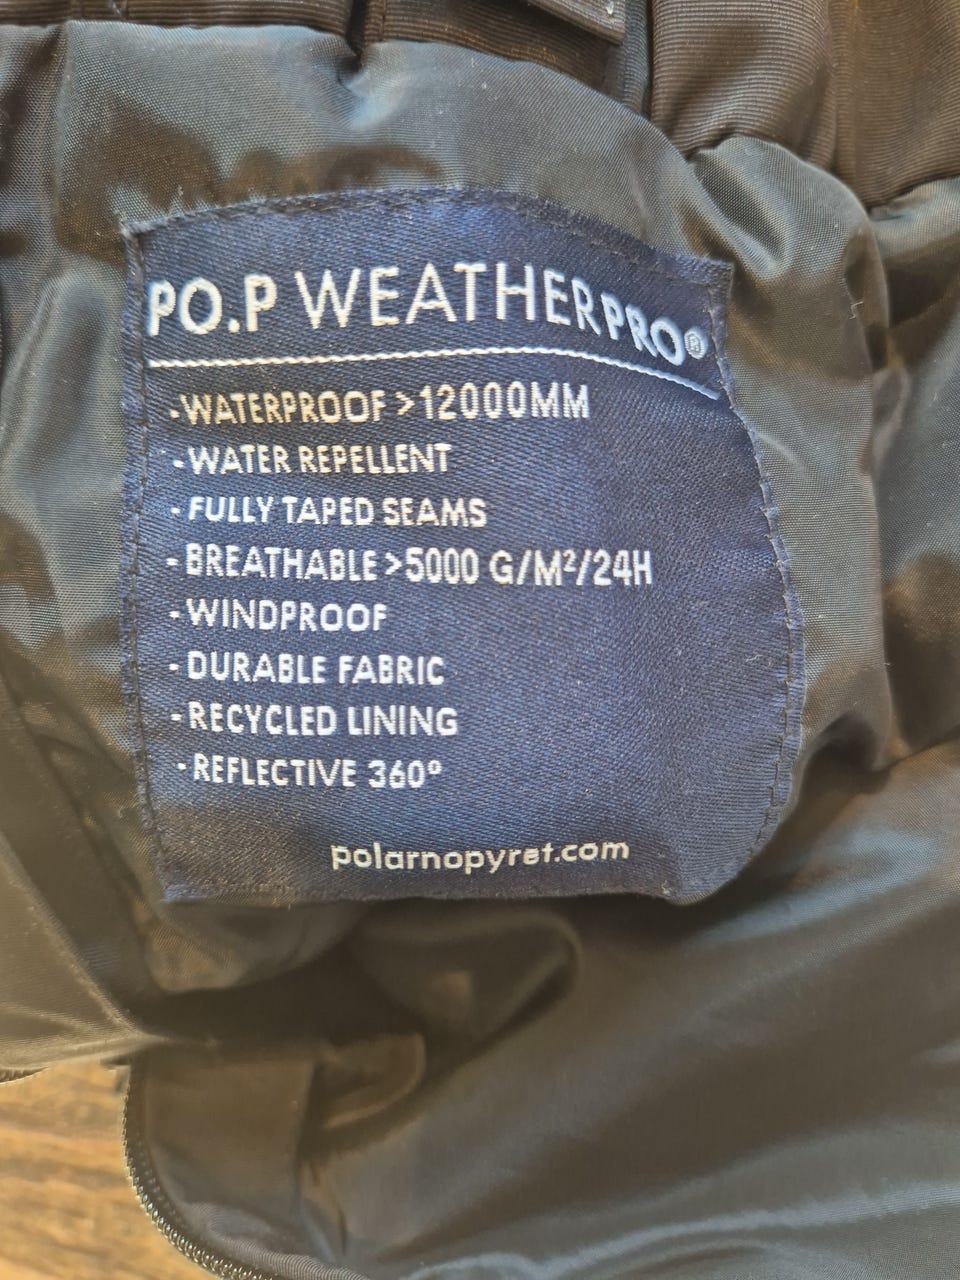 PO.P WEATHERPRO®
-WATERPROOF >12000MM
-WATER REPELLENT
-FULLY TAPED SEAMS
-BREATHABLE >5000 G/M²/24H
-WINDPROOF
-DURABLE FABRIC
-RECYCLED LINING
-REFLECTIVE 360°
polarnopyret.com